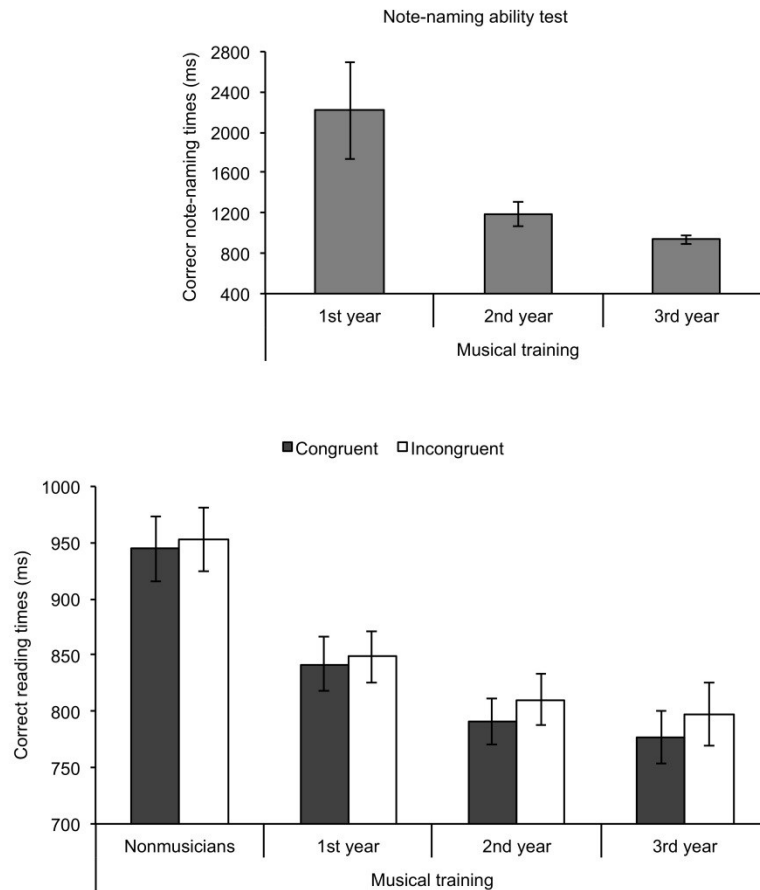 Note-naming ability test
Correcr note-naming times (ms)
2800
2400
2000
1600
1200
800
400
1st year 2nd year 3rd year
Musical training
Congruent Incongruent
Correct reading times (ms)
1000
950
900
850
800
750
700
Nonmusicians 1st year 2nd year 3rd year
Musical training